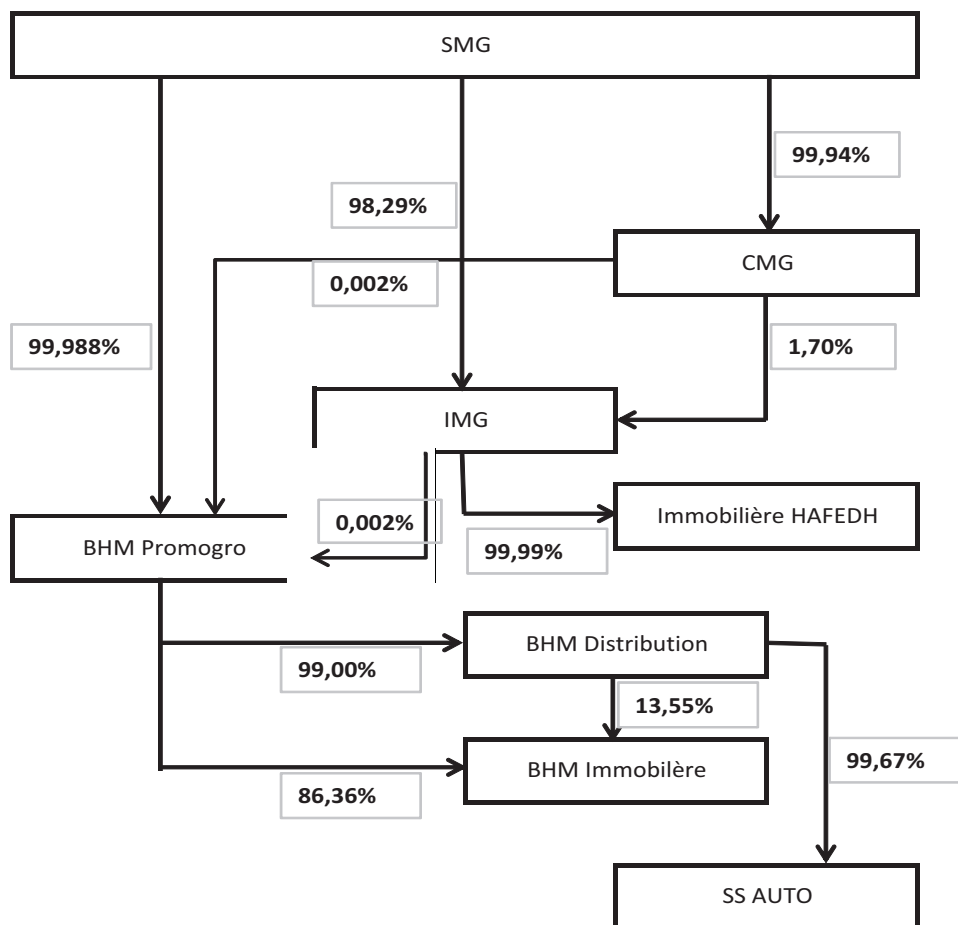 SMG
99,94%
98,29%
CMG
0,002%
99,988%
1,70%
IMG
0,002%
Immobilière HAFEDH
BHM Promogro
99,99%
BHM Distribution
99,00%
13,55%
BHM Immobilère
99,67%
86,36%
SS AUTO